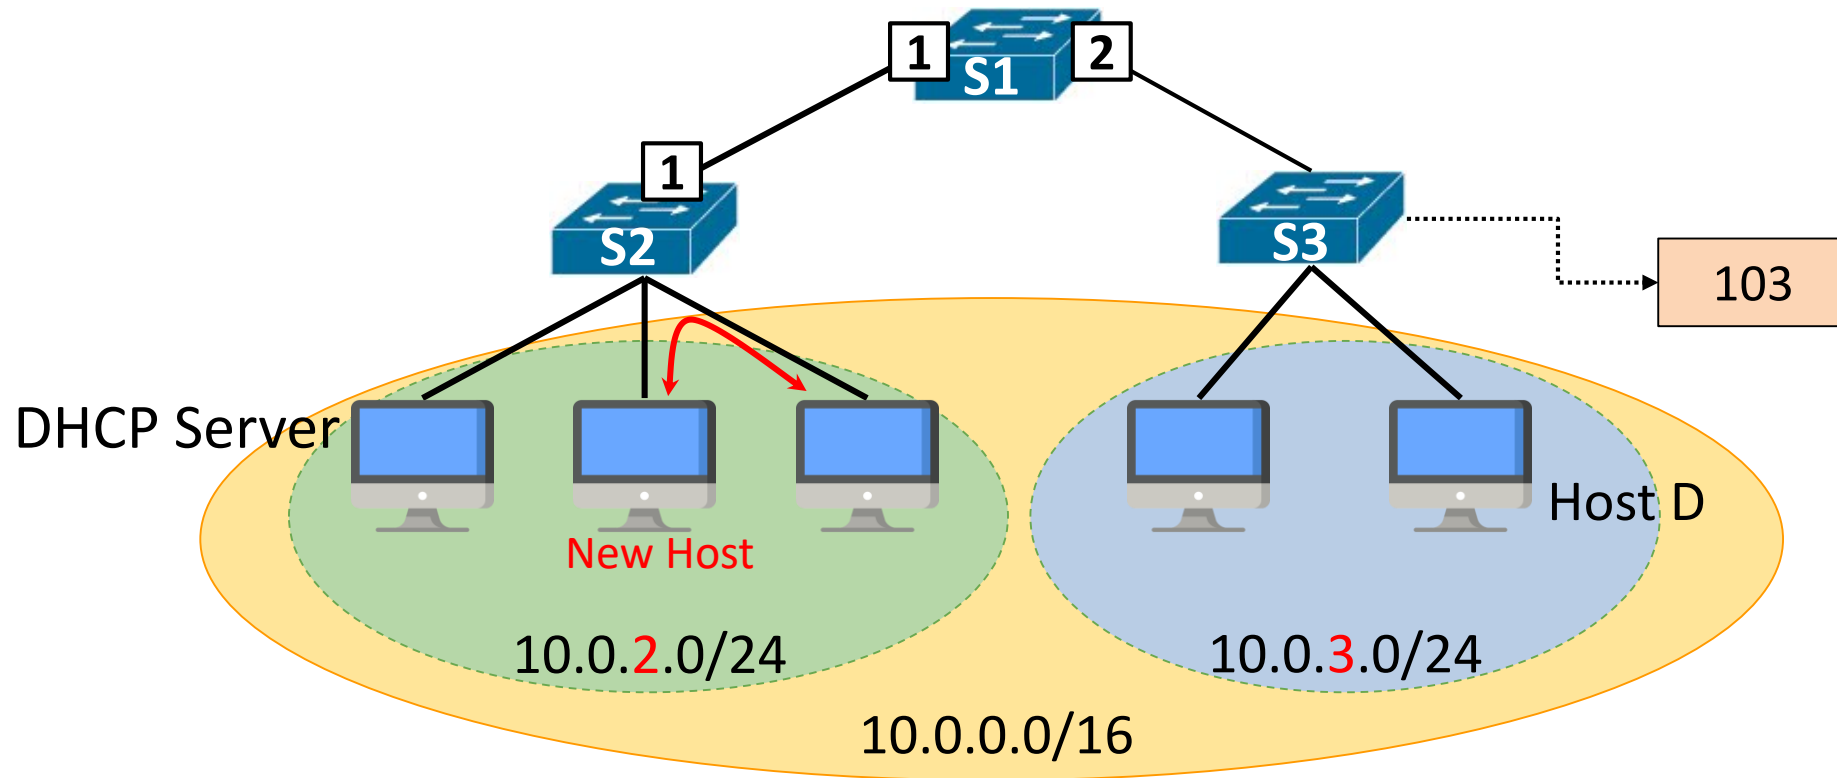 1
S1
2
1
S2
S3
103
DHCP Server
New Host
Host D
10.0.2.0/24
10.0.3.0/24
10.0.0.0/16